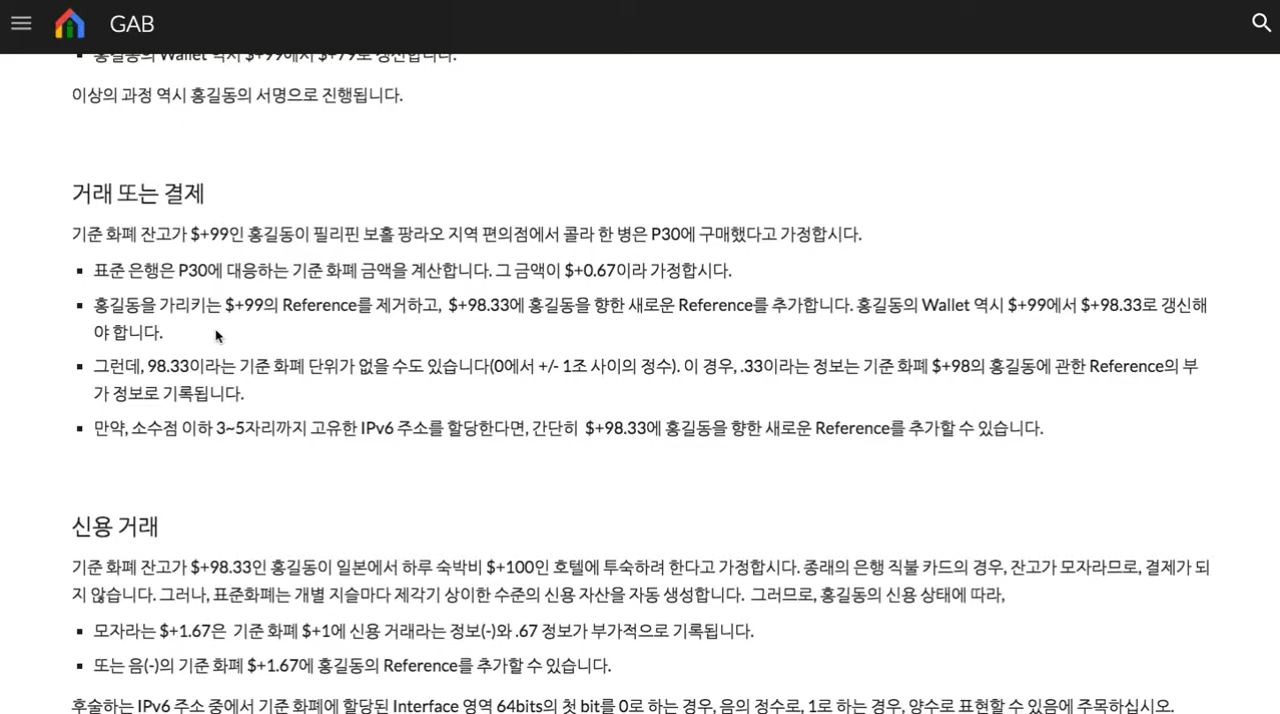 GAB
홍길동의 Wallet 역시 $+99에서 $+79로 갱신합니다.
이상의 과정 역시 홍길동의 서명으로 진행됩니다.
거래 또는 결제
기준 화폐 잔고가 $+99인 홍길동이 필리핀 보홀 팡라오 지역 편의점에서 콜라 한 병은 P30에 구매했다고 가정합시다.
표준 은행은 P30에 대응하는 기준 화폐 금액을 계산합니다. 그 금액이 $+0.67이라 가정합시다.
홍길동을 가리키는 $+99의 Reference를 제거하고, $+98.33에 홍길동을 향한 새로운 Reference를 추가합니다. 홍길동의 Wallet 역시 $+99에서 $+98.33로 갱신해
야 합니다.
그런데, 98.33이라는 기준 화폐 단위가 없을 수도 있습니다(0에서 +/- 1조 사이의 정수). 이 경우, .33이라는 정보는 기준 화폐 $+98의 홍길동에 관한 Reference의 부
가 정보로 기록됩니다.
만약, 소수점 이하 3~5자리까지 고유한 IPv6 주소를 할당한다면, 간단히 $+98.33에 홍길동을 향한 새로운 Reference를 추가할 수 있습니다.
신용 거래
기준 화폐 잔고가 $+98.33인 홍길동이 일본에서 하루 숙박비 $+100인 호텔에 투숙하려 한다고 가정합시다. 종래의 은행 직불 카드의 경우, 잔고가 모자라므로, 결제가 되
지 않습니다. 그러나, 표준화폐는 개별 지슬마다 제각기 상이한 수준의 신용 자산을 자동 생성합니다. 그러므로, 홍길동의 신용 상태에 따라,
모자라는 $+1.67은 기준 화폐 $+1에 신용 거래라는 정보(-)와 .67 정보가 부가적으로 기록됩니다.
또는 음(-)의 기준 화폐 $+1.67에 홍길동의 Reference를 추가할 수 있습니다.
후술하는 IPv6 주소 중에서 기준 화폐에 할당된 Interface 영역 64bits의 첫 bit를 0로 하는 경우, 음의 정수로, 1로 하는 경우, 양수로 표현할 수 있음에 주목하십시오.